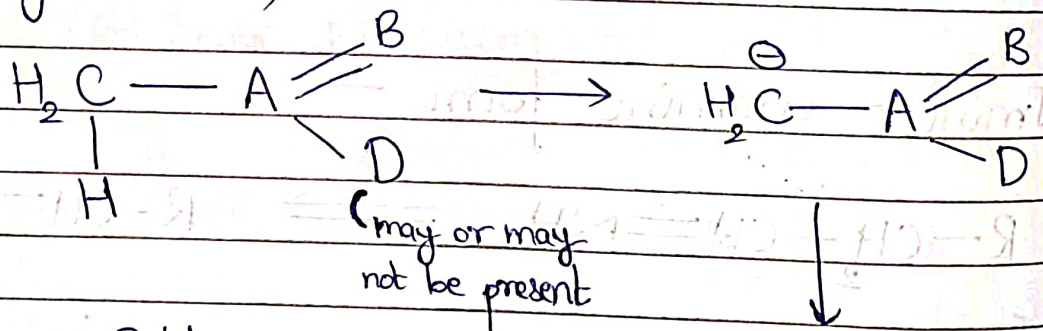 H₂C — A = B → H₂C⊖ — A = B
H D D
(may or may
not be present